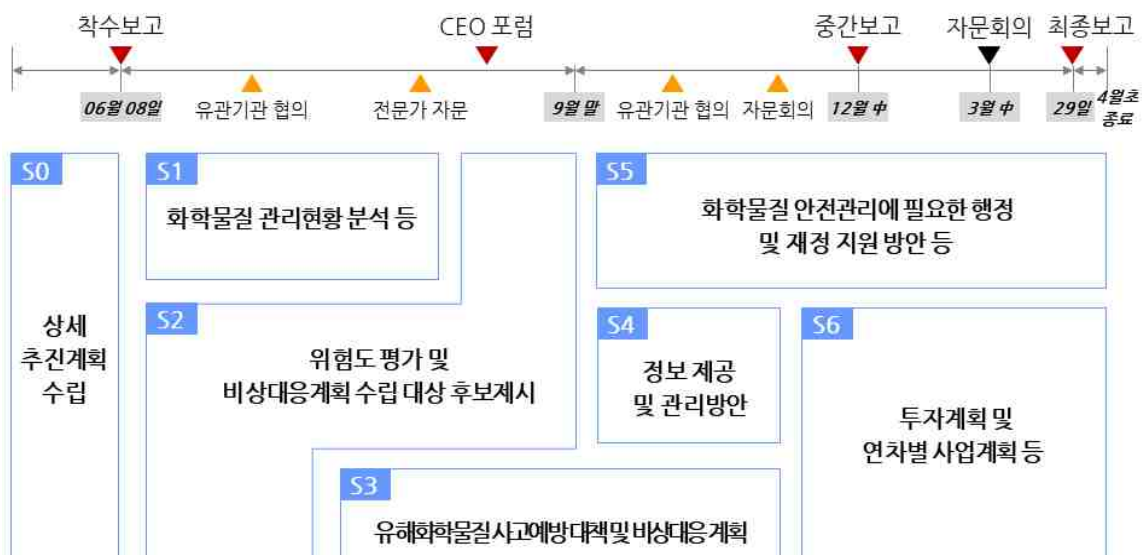 착수보고
CEO 포럼
중간보고
자문회의
최종보고
06월 08일
유관기관 협의
전문가 자문
9월 말
유관기관 협의
자문회의
12월 中
3월 中
29일
4월초
종료
S0
상세
추진계획
수립
S1
화학물질 관리현황 분석 등
S2
위험도 평가 및
비상대응계획 수립 대상 후보제시
S3
유해화학물질 사고예방 대책 및 비상대응 계획
S5
화학물질 안전관리에 필요한 행정
및 재정 지원 방안 등
S4
정보 제공
및 관리방안
S6
투자계획 및
연차별 사업계획 등